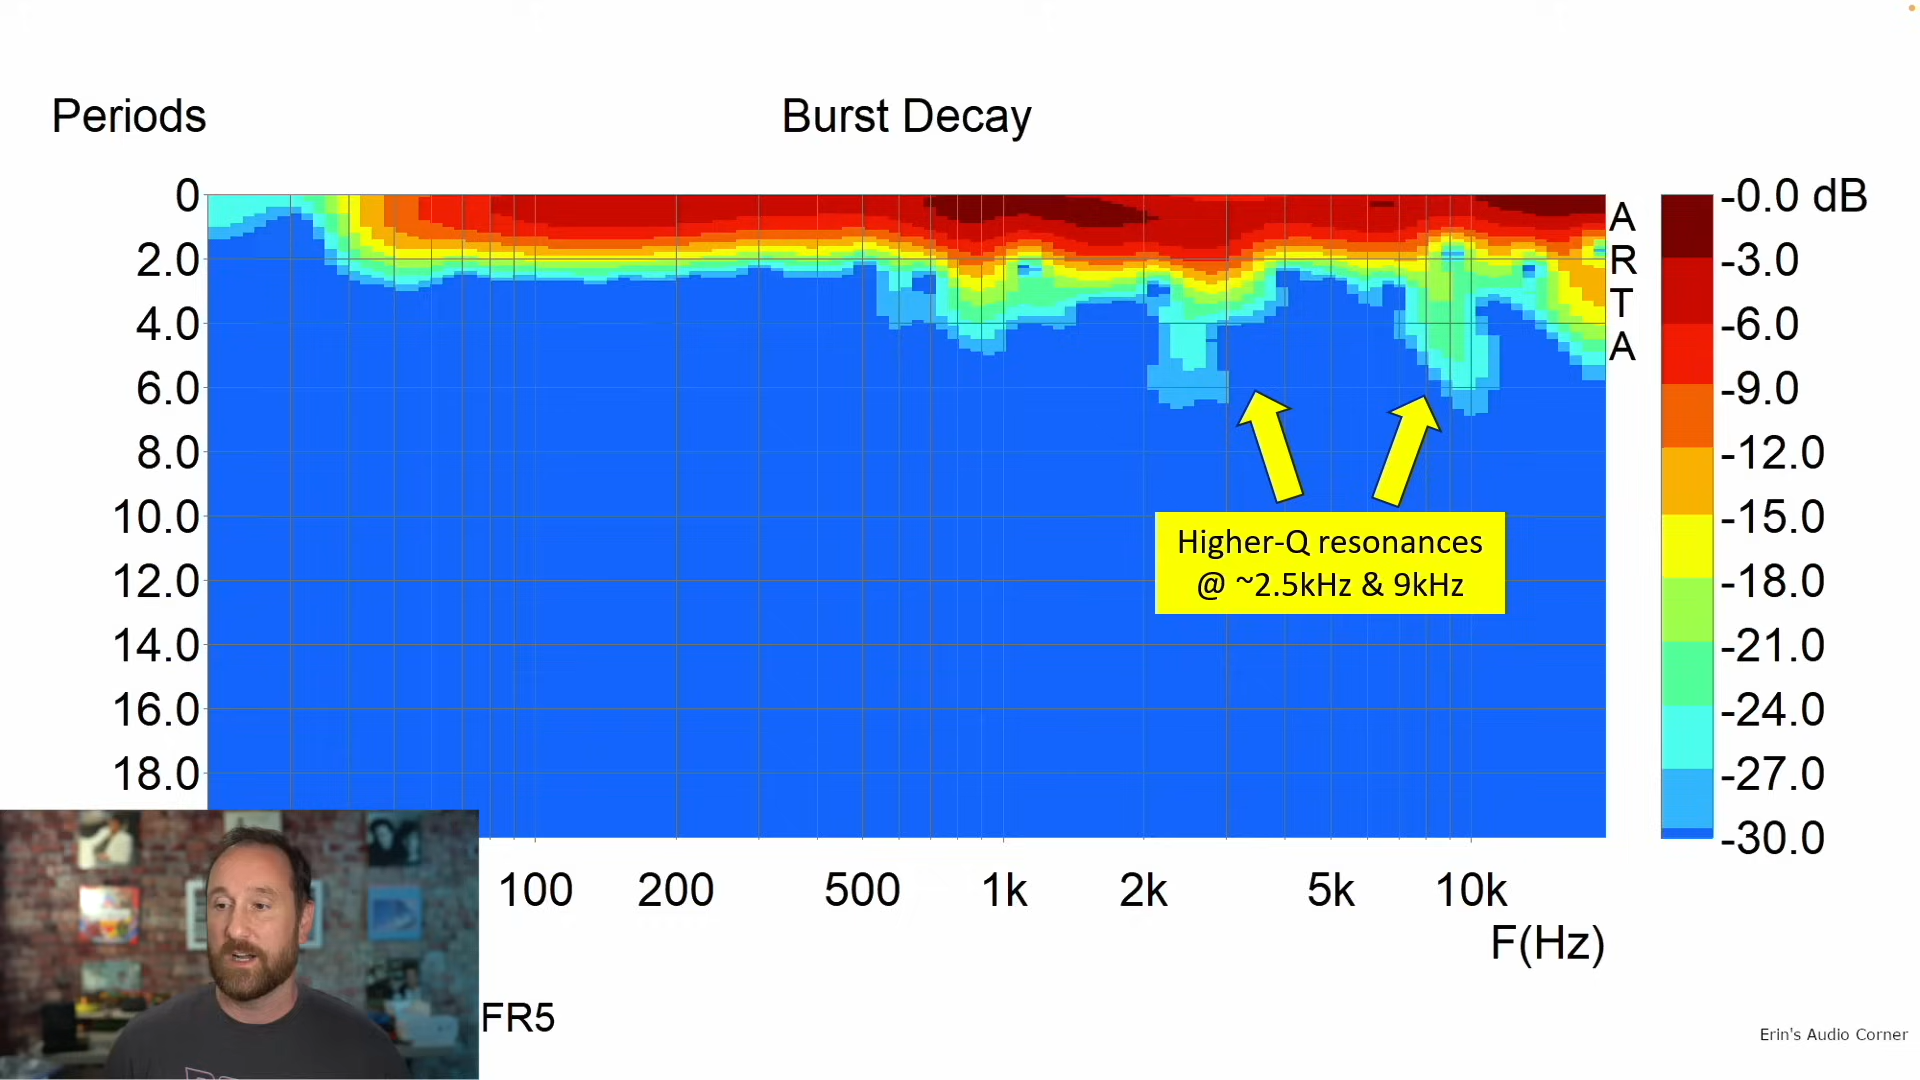 Periods
Burst Decay
0
2.0
4.0
6.0
8.0
10.0
12.0
14.0
16.0
18.0
A
R
T
A
-0.0 dB
-3.0
-6.0
-9.0
-12.0
-15.0
-18.0
-21.0
-24.0
-27.0
-30.0
Higher-Q resonances
@ ~2.5kHz & 9kHz
100 200 500 1k 2k 5k 10k
F(Hz)
FR5
Erin's Audio Corner